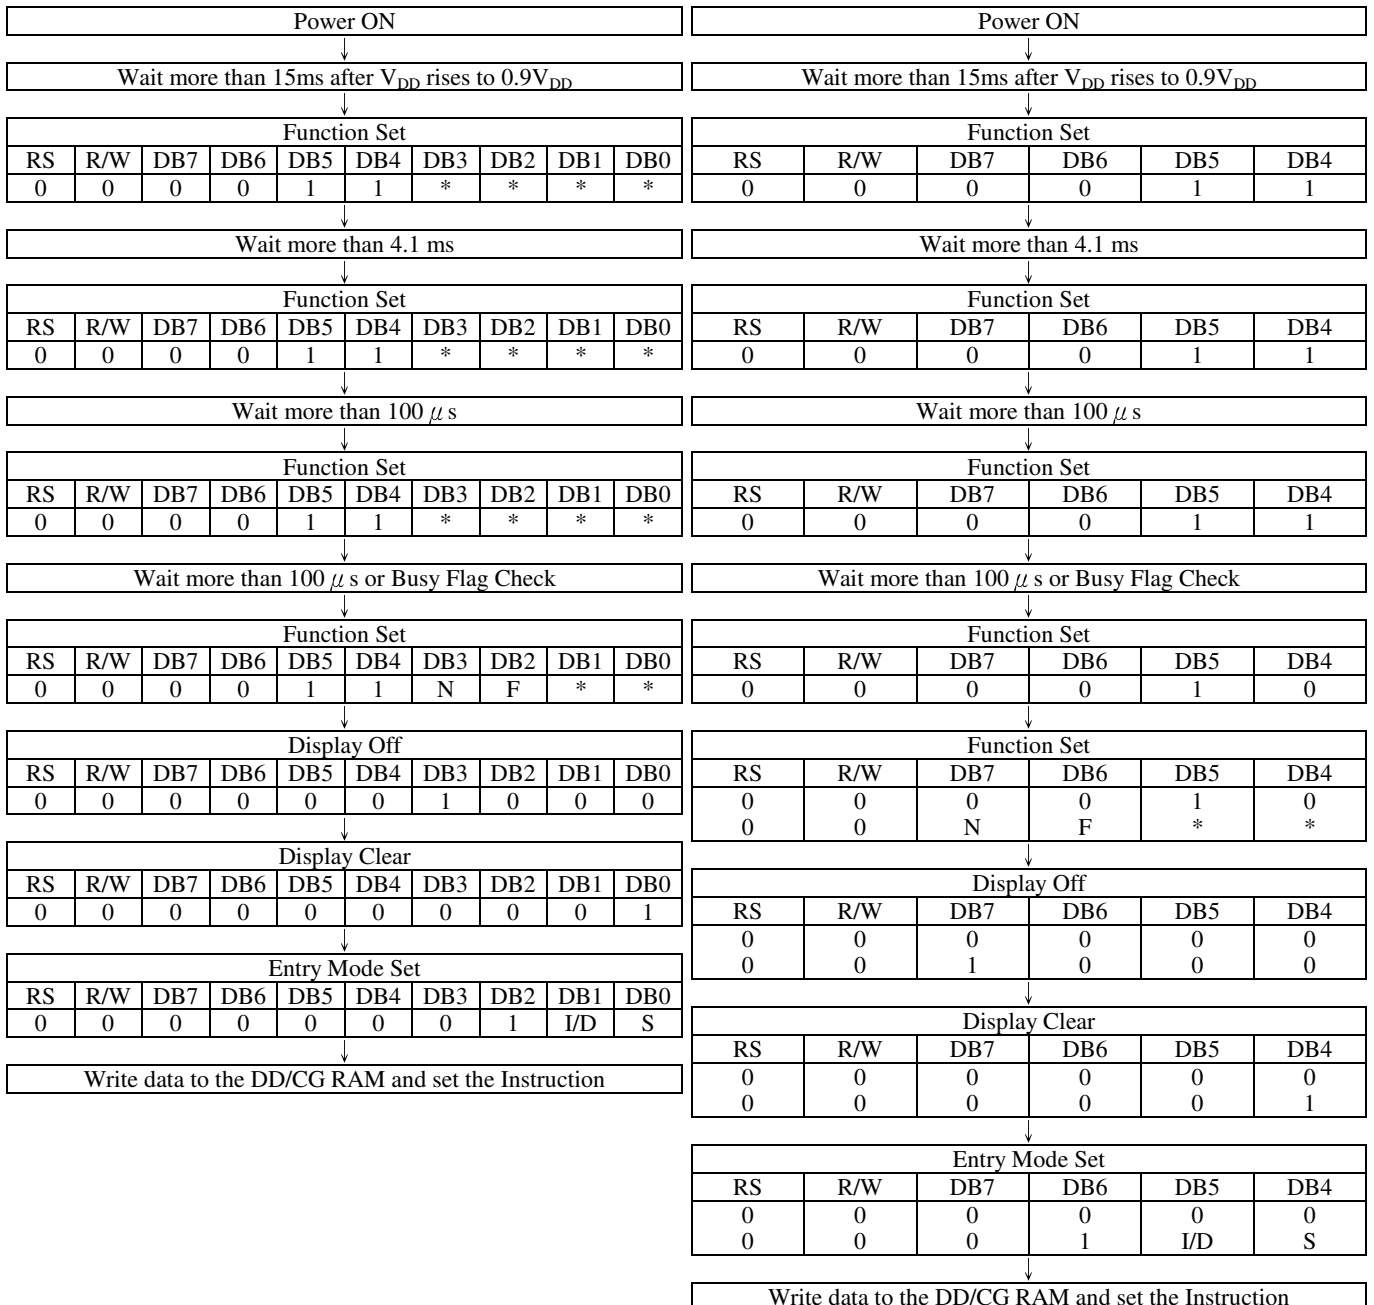 Power ON
Wait more than 15ms after VDD rises to 0.9VDD
Function Set
RS R/W DB7 DB6 DB5 DB4 DB3 DB2 DB1 DB0
0 0 0 0 1 1 * * * *
Wait more than 4.1 ms
Function Set
RS R/W DB7 DB6 DB5 DB4 DB3 DB2 DB1 DB0
0 0 0 0 1 1 * * * *
Wait more than 100 μs
Function Set
RS R/W DB7 DB6 DB5 DB4 DB3 DB2 DB1 DB0
0 0 0 0 1 1 * * * *
Wait more than 100 μs or Busy Flag Check
Function Set
RS R/W DB7 DB6 DB5 DB4 DB3 DB2 DB1 DB0
0 0 0 0 1 1 N F * *
Display Off
RS R/W DB7 DB6 DB5 DB4 DB3 DB2 DB1 DB0
0 0 0 0 0 0 1 0 0 0
Display Clear
RS R/W DB7 DB6 DB5 DB4 DB3 DB2 DB1 DB0
0 0 0 0 0 0 0 0 0 1
Entry Mode Set
RS R/W DB7 DB6 DB5 DB4 DB3 DB2 DB1 DB0
0 0 0 0 0 0 0 1 I/D S
Write data to the DD/CG RAM and set the Instruction
Power ON
Wait more than 15ms after VDD rises to 0.9VDD
Function Set
RS R/W DB7 DB6 DB5 DB4
0 0 0 0 1 1
Wait more than 4.1 ms
Function Set
RS R/W DB7 DB6 DB5 DB4
0 0 0 0 1 1
Wait more than 100 μs
Function Set
RS R/W DB7 DB6 DB5 DB4
0 0 0 0 1 1
Wait more than 100 μs or Busy Flag Check
Function Set
RS R/W DB7 DB6 DB5 DB4
0 0 0 0 1 0
Function Set
RS R/W DB7 DB6 DB5 DB4
0 0 0 0 1 0
0 0 N F * *
Display Off
RS R/W DB7 DB6 DB5 DB4
0 0 0 0 0 0
0 0 1 0 0 0
Display Clear
RS R/W DB7 DB6 DB5 DB4
0 0 0 0 0 0
0 0 0 0 0 1
Entry Mode Set
RS R/W DB7 DB6 DB5 DB4
0 0 0 0 0 0
0 0 0 1 I/D S
Write data to the DD/CG RAM and set the Instruction